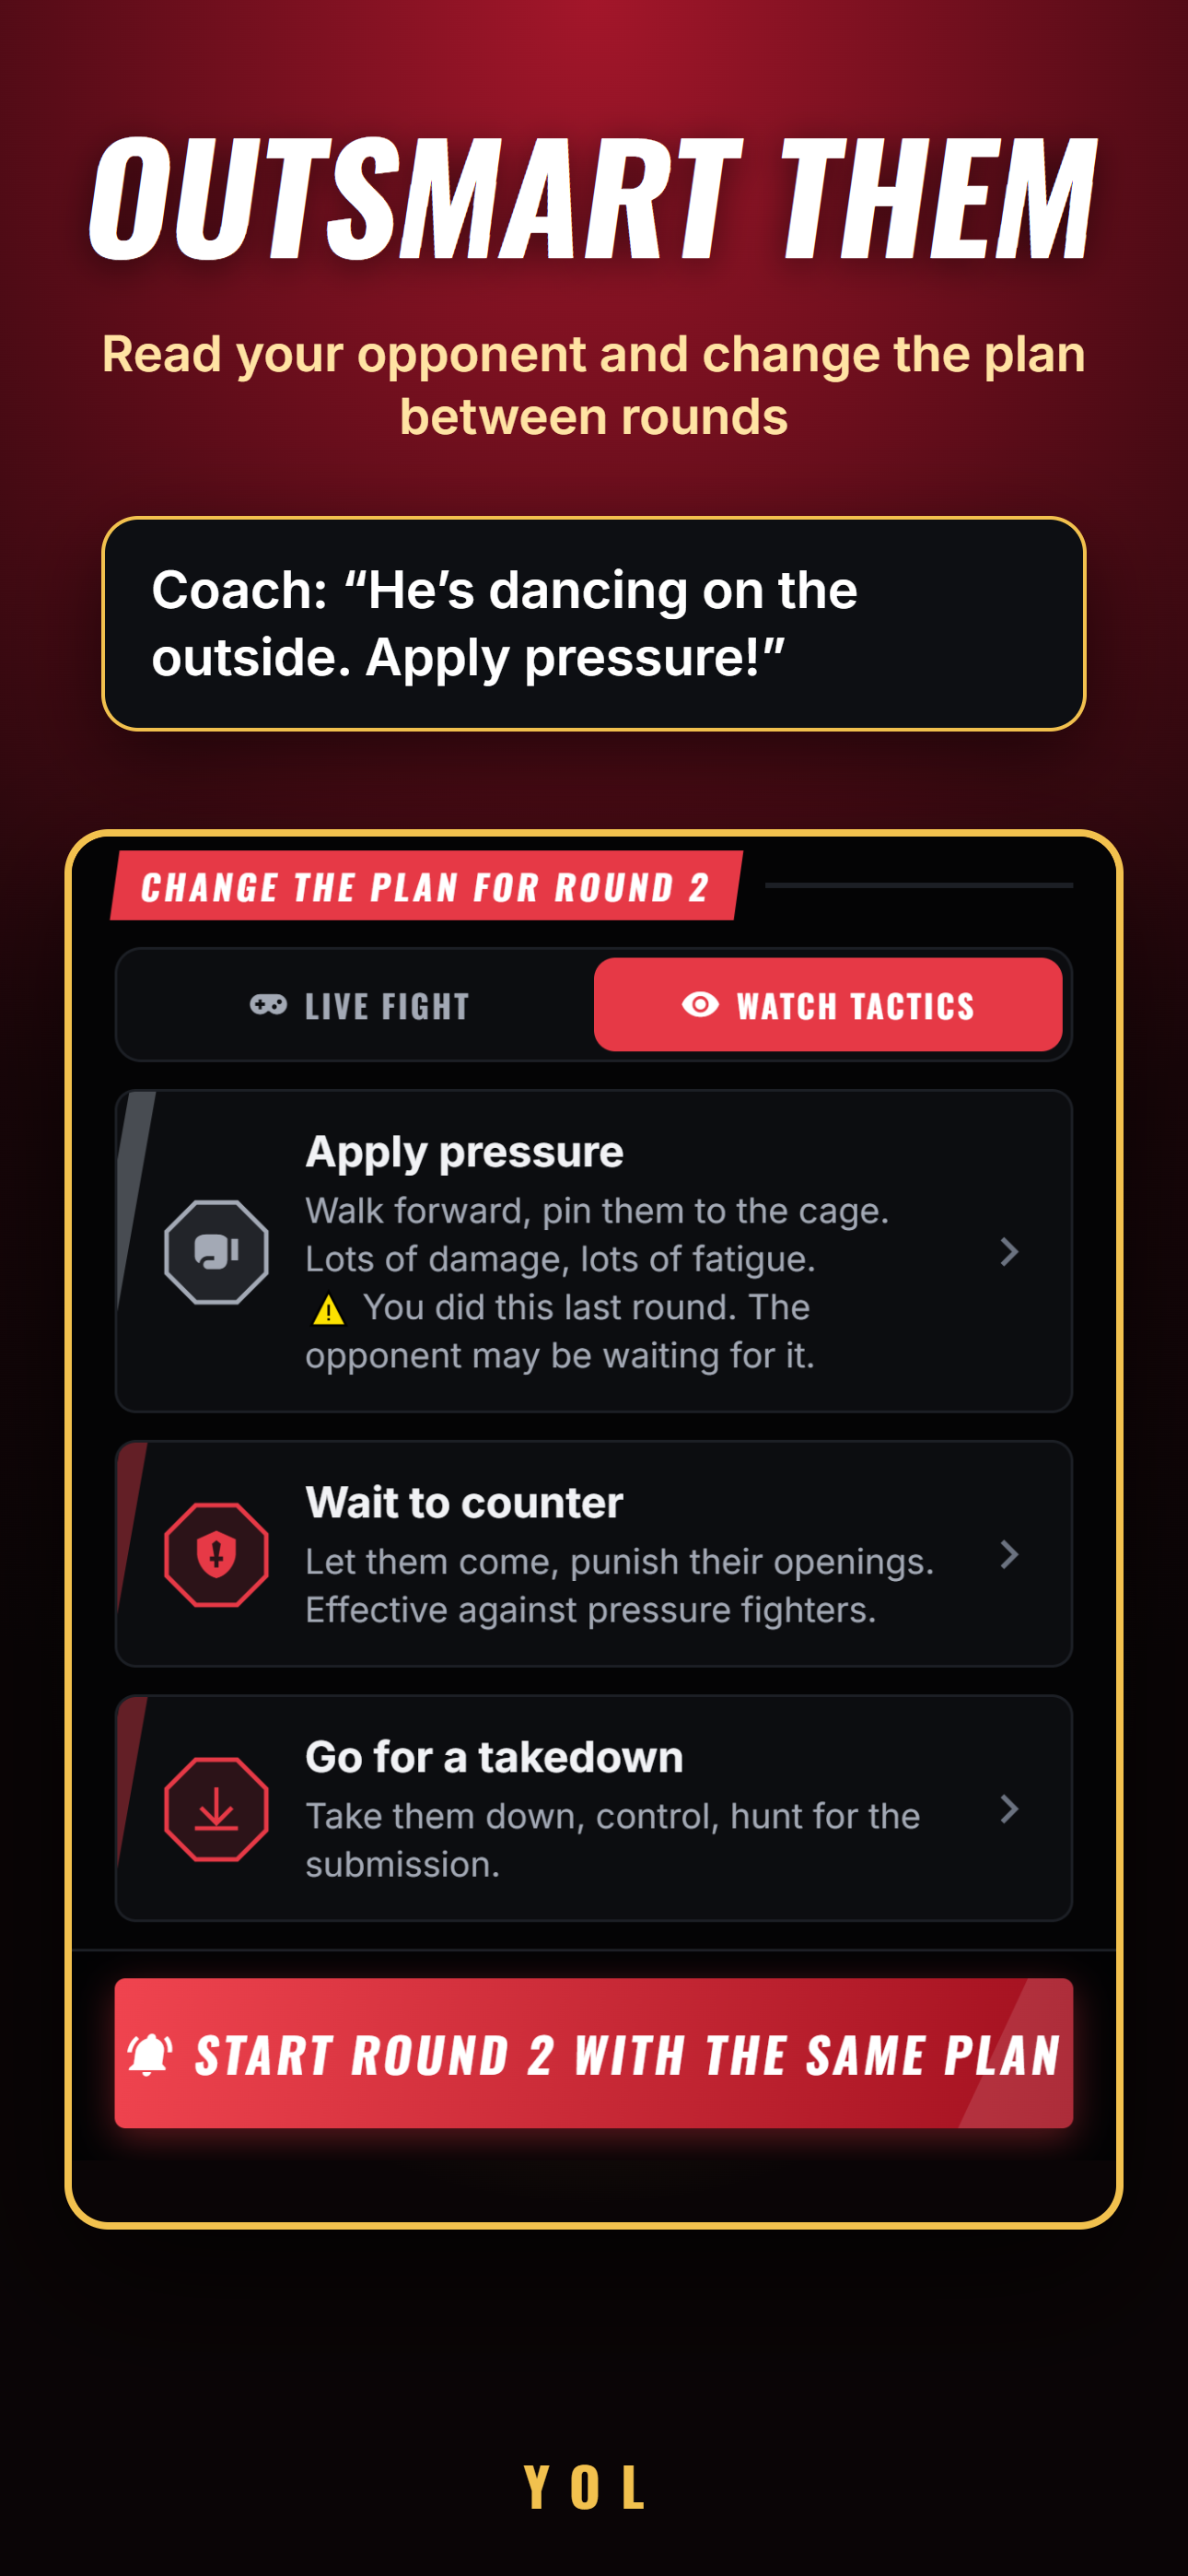 OUTSMART THEM
Read your opponent and change the plan
between rounds
Coach: “He’s dancing on the
outside. Apply pressure!”
CHANGE THE PLAN FOR ROUND 2
LIVE FIGHT
WATCH TACTICS
Apply pressure
Walk forward, pin them to the cage.
Lots of damage, lots of fatigue.
⚠️ You did this last round. The
opponent may be waiting for it.
Wait to counter
Let them come, punish their openings.
Effective against pressure fighters.
Go for a takedown
Take them down, control, hunt for the
submission.
START ROUND 2 WITH THE SAME PLAN
YOL